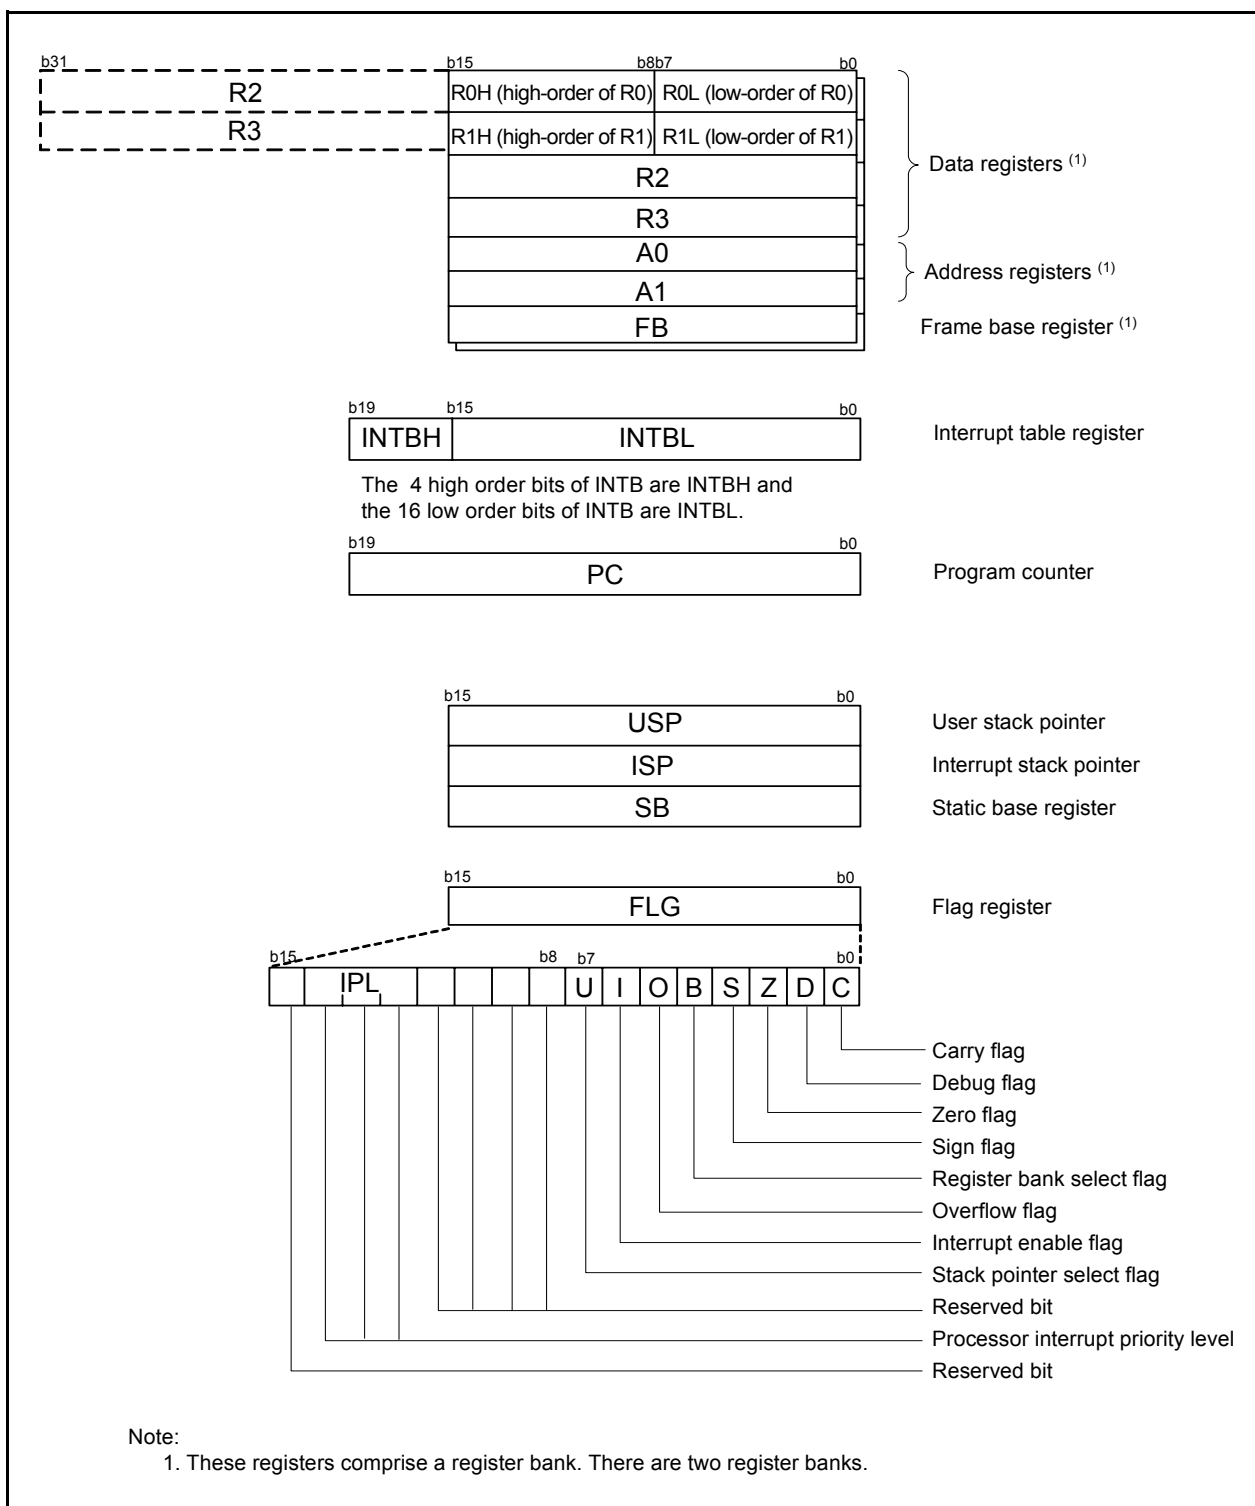 b31 b15 b8b7 b0
R2 R0H (high-order of R0) R0L (low-order of R0)
R3 R1H (high-order of R1) R1L (low-order of R1)
Data registers (1)
R2
R3
A0
Address registers (1)
A1
FB Frame base register (1)
b19 b15 b0
INTBH INTBL Interrupt table register
The 4 high order bits of INTB are INTBH and
the 16 low order bits of INTB are INTBL.
b19 b0
PC Program counter
b15 b0
USP User stack pointer
ISP Interrupt stack pointer
SB Static base register
b15 b0
FLG Flag register
b15 b8 b7 b0
IPL U I O B S Z D C
Carry flag
Debug flag
Zero flag
Sign flag
Register bank select flag
Overflow flag
Interrupt enable flag
Stack pointer select flag
Reserved bit
Processor interrupt priority level
Reserved bit
Note:
1. These registers comprise a register bank. There are two register banks.